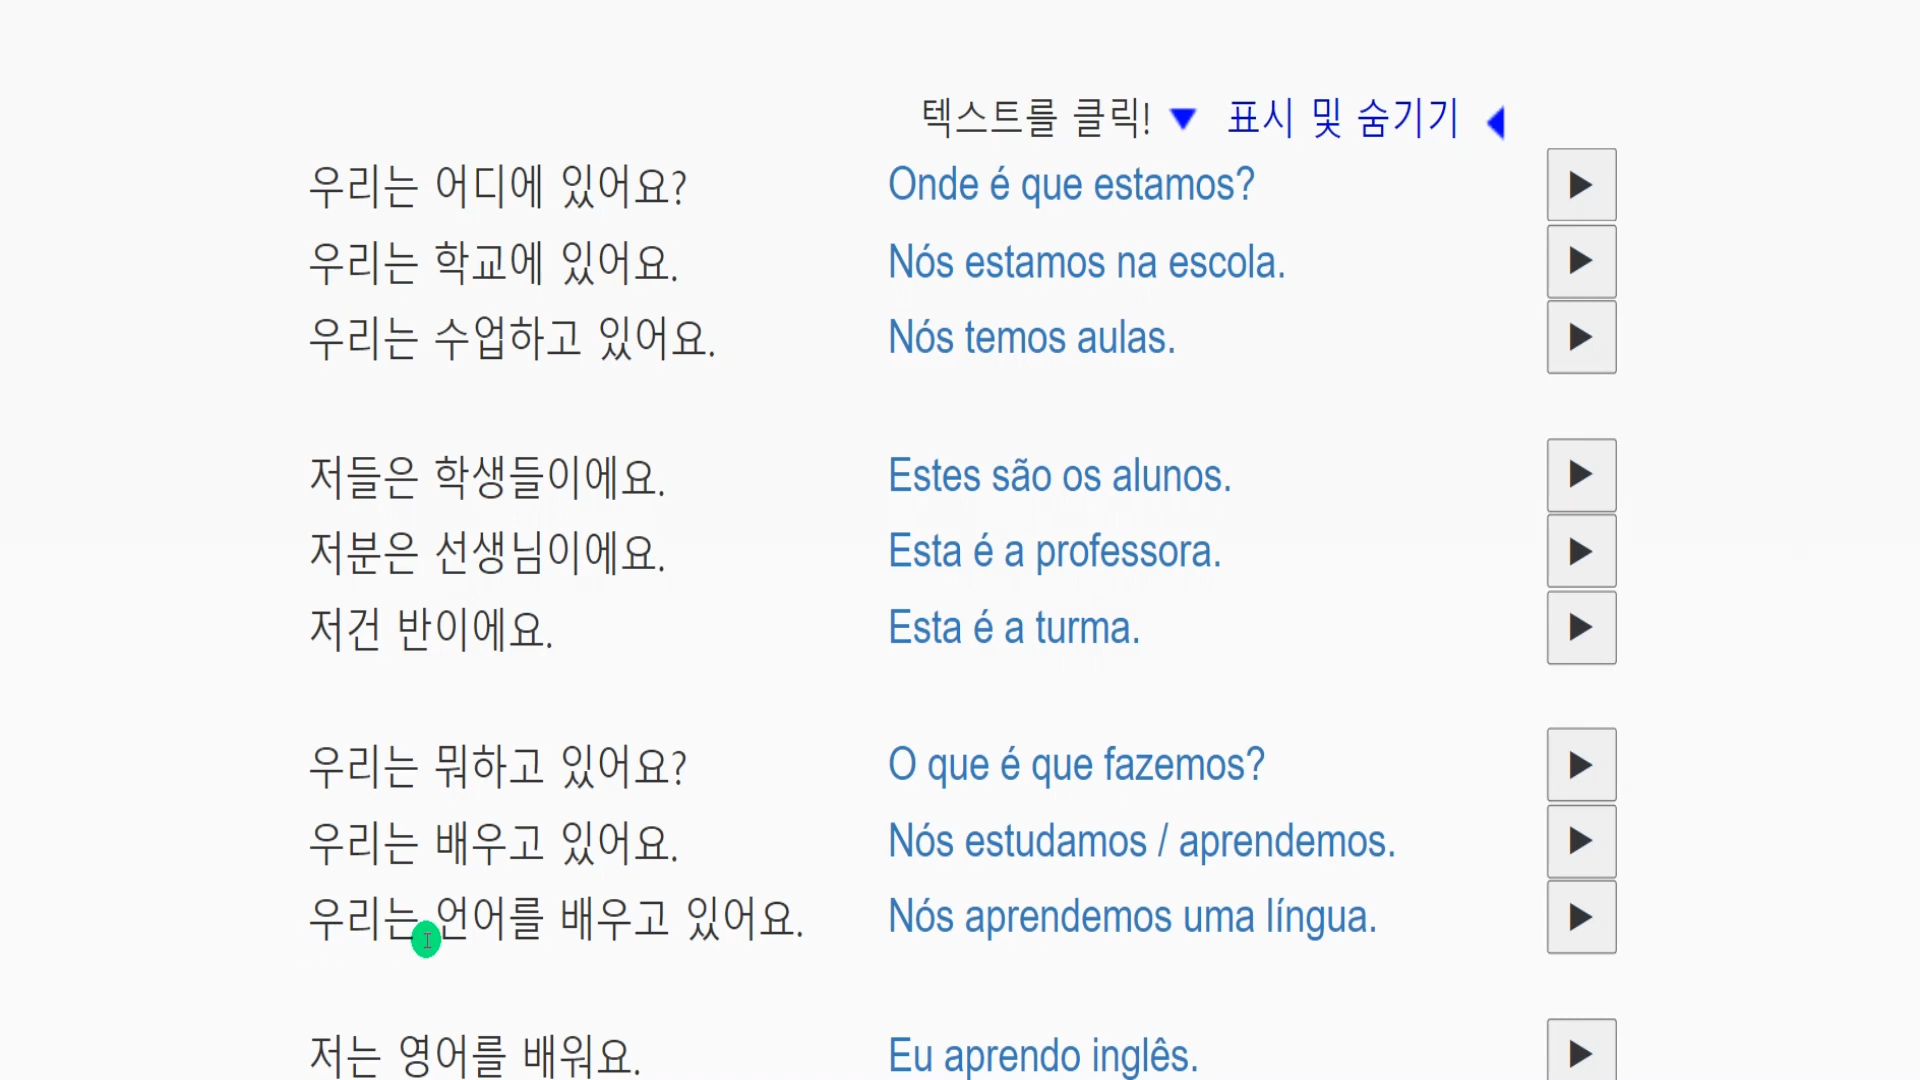 텍스트를 클릭! ▼ 표시 및 숨기기 ◀
우리는 어디에 있어요? Onde é que estamos?
우리는 학교에 있어요. Nós estamos na escola.
우리는 수업하고 있어요. Nós temos aulas.
저들은 학생들이에요. Estes são os alunos.
저분은 선생님이에요. Esta é a professora.
저건 반이에요. Esta é a turma.
우리는 뭐하고 있어요? O que é que fazemos?
우리는 배우고 있어요. Nós estudamos / aprendemos.
우리는 언어를 배우고 있어요. Nós aprendemos uma língua.
저는 영어를 배워요. Eu aprendo inglês.